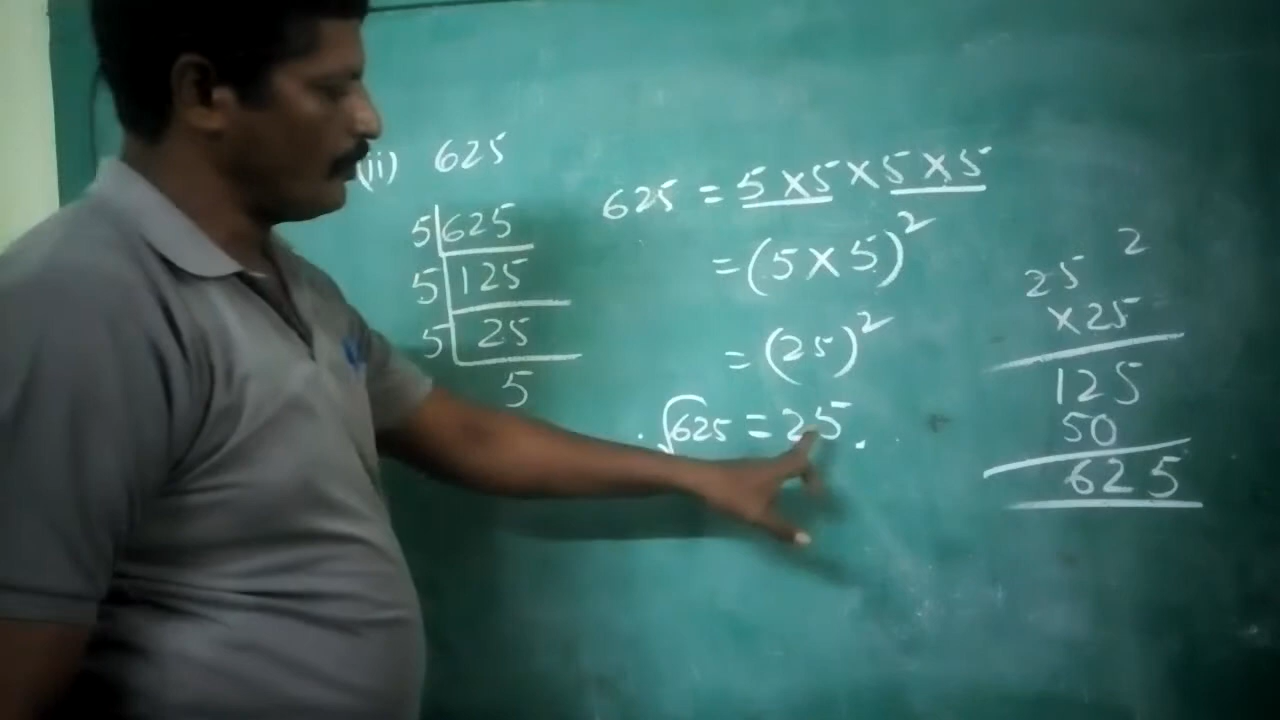 (ii) 625
5 625
5 125
5 25
5
625 = 5 × 5 × 5 × 5
= (5 × 5)²
= (25)²
√625 = 25.
2
25
×25
125
50
625